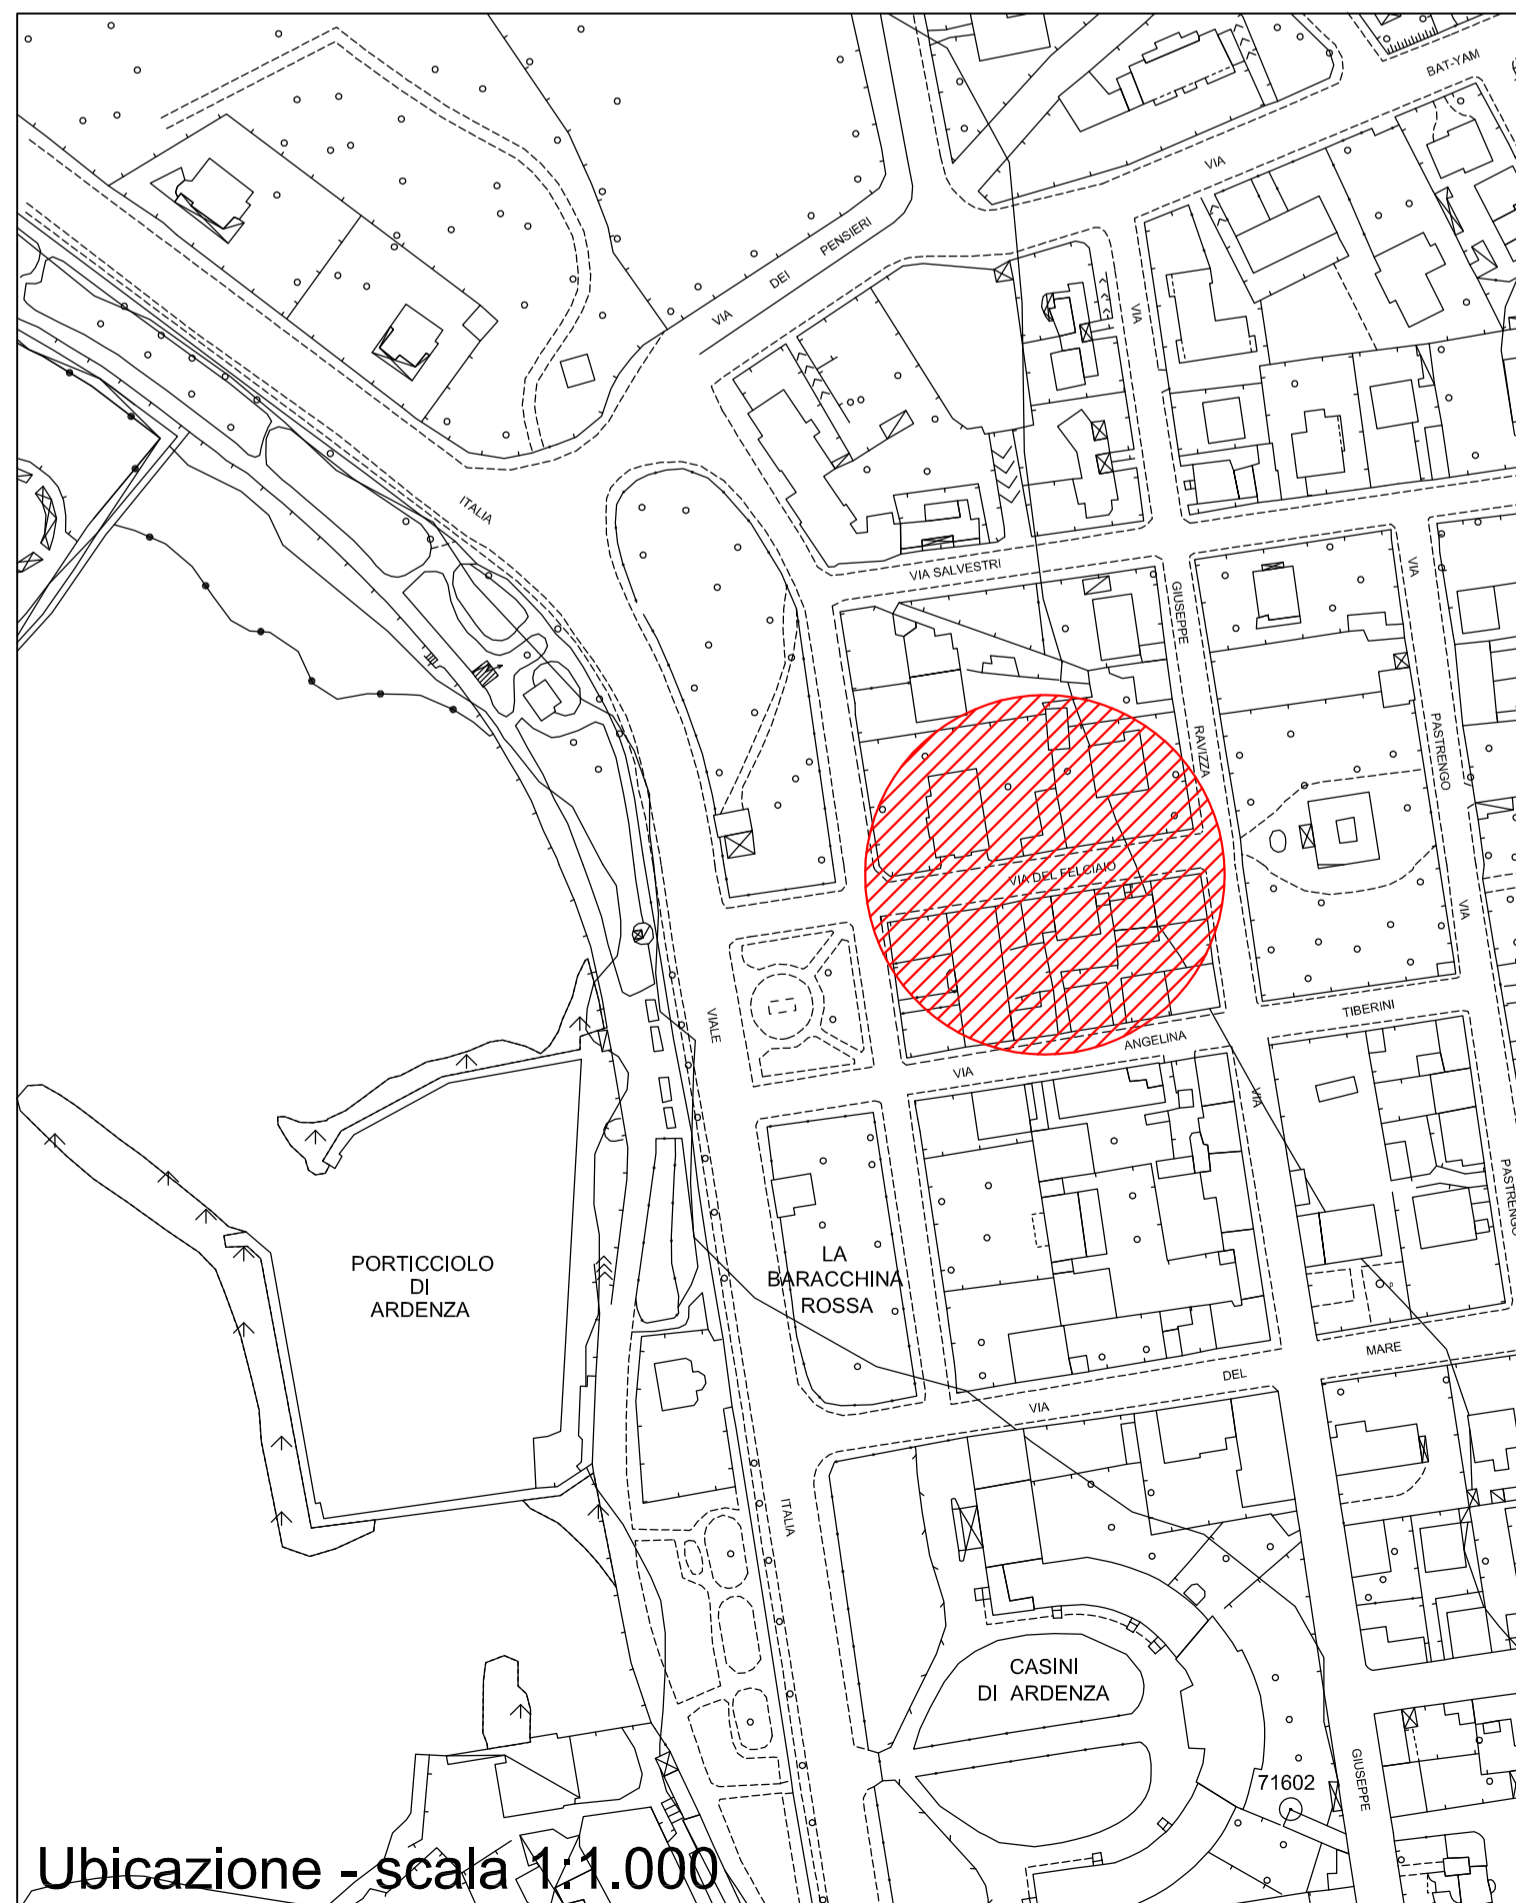 BAT-YAM
VIA
VIA DEI PENSIERI
VIA
ITALIA
VIA SALVESTRI
VIA
GIUSEPPE
RAVIZZA
PASTRENGO
VIA DEL FELCIAIO
VIA
VIALE
TIBERINI
VIA ANGELINA
VIA
PASTRENGO
PORTICCIOLO
DI
ARDENZA
LA
BARACCHINA
ROSSA
VIA DEL MARE
ITALIA
CASINI
DI ARDENZA
71602
GIUSEPPE
Ubicazione - scala 1:1.000